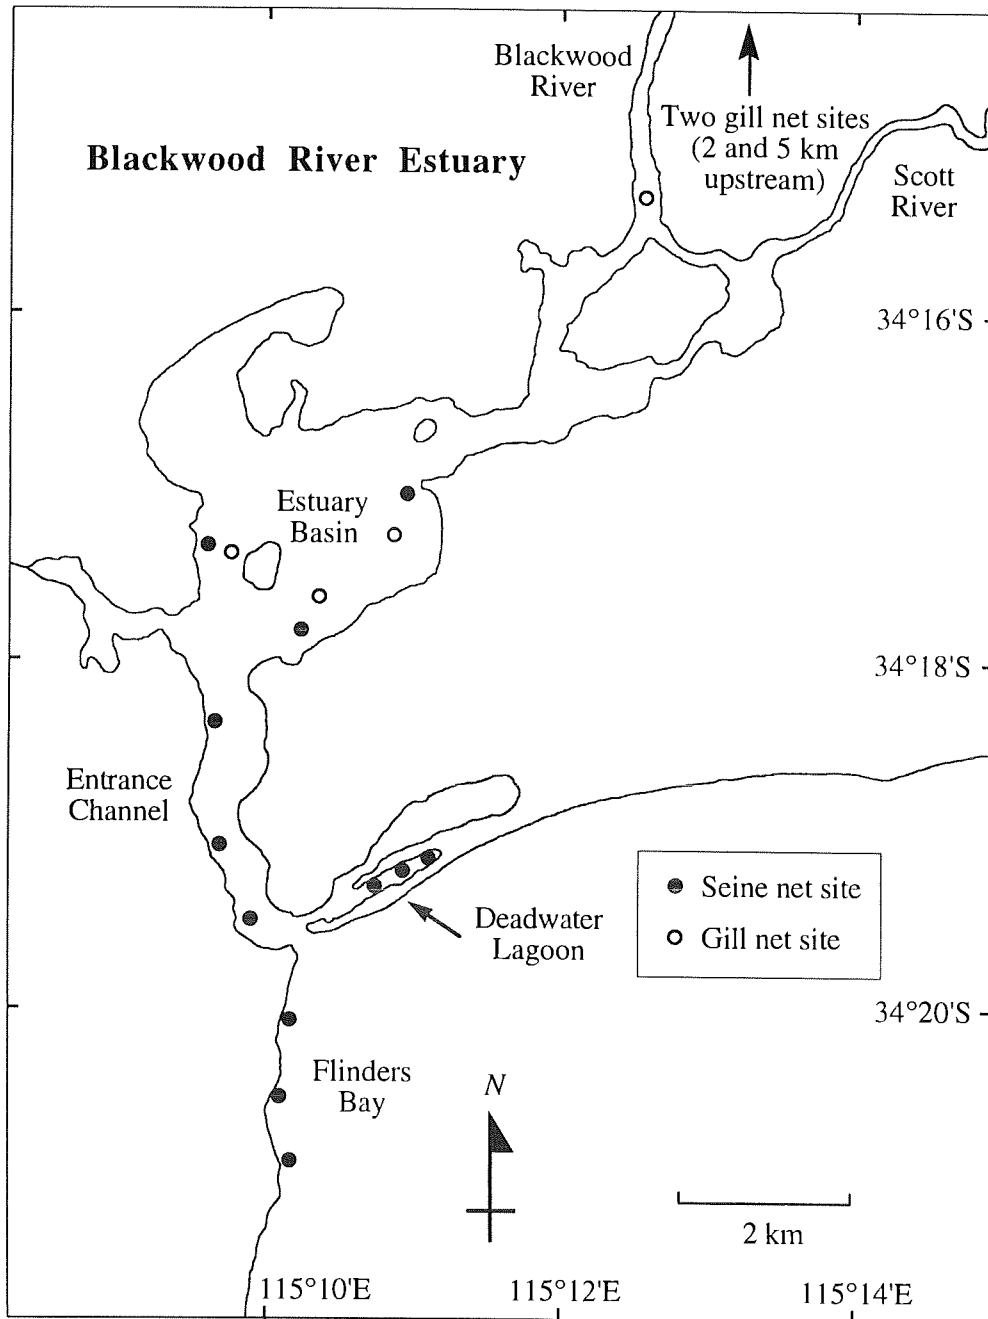 Blackwood
River
Two gill net sites
(2 and 5 km
upstream)
Blackwood River Estuary
Scott
River
34°16'S
Estuary
Basin
34°18'S
Entrance
Channel
Seine net site
Gill net site
Deadwater
Lagoon
34°20'S
Flinders
Bay
N
2 km
115°10'E
115°12'E
115°14'E